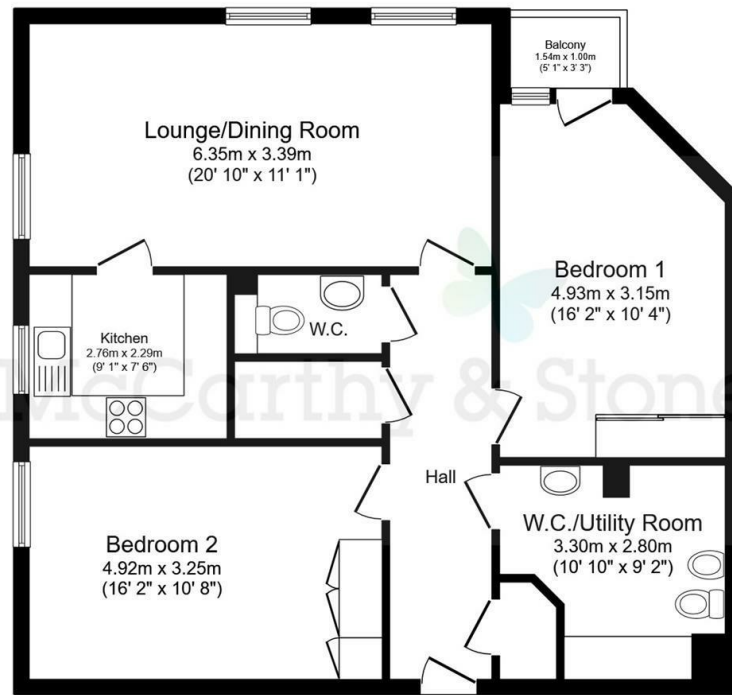 Balcony
1.54m x 1.00m
(5' 1" x 3' 3")
Lounge/Dining Room
6.35m x 3.39m
(20' 10" x 11' 1")
Bedroom 1
4.93m x 3.15m
(16' 2" x 10' 4")
Kitchen
2.76m x 2.29m
(9' 1" x 7' 6")
W.C.
McCarthy & Stone
Hall
Bedroom 2
4.92m x 3.25m
(16' 2" x 10' 8")
W.C./Utility Room
3.30m x 2.80m
(10' 10" x 9' 2")